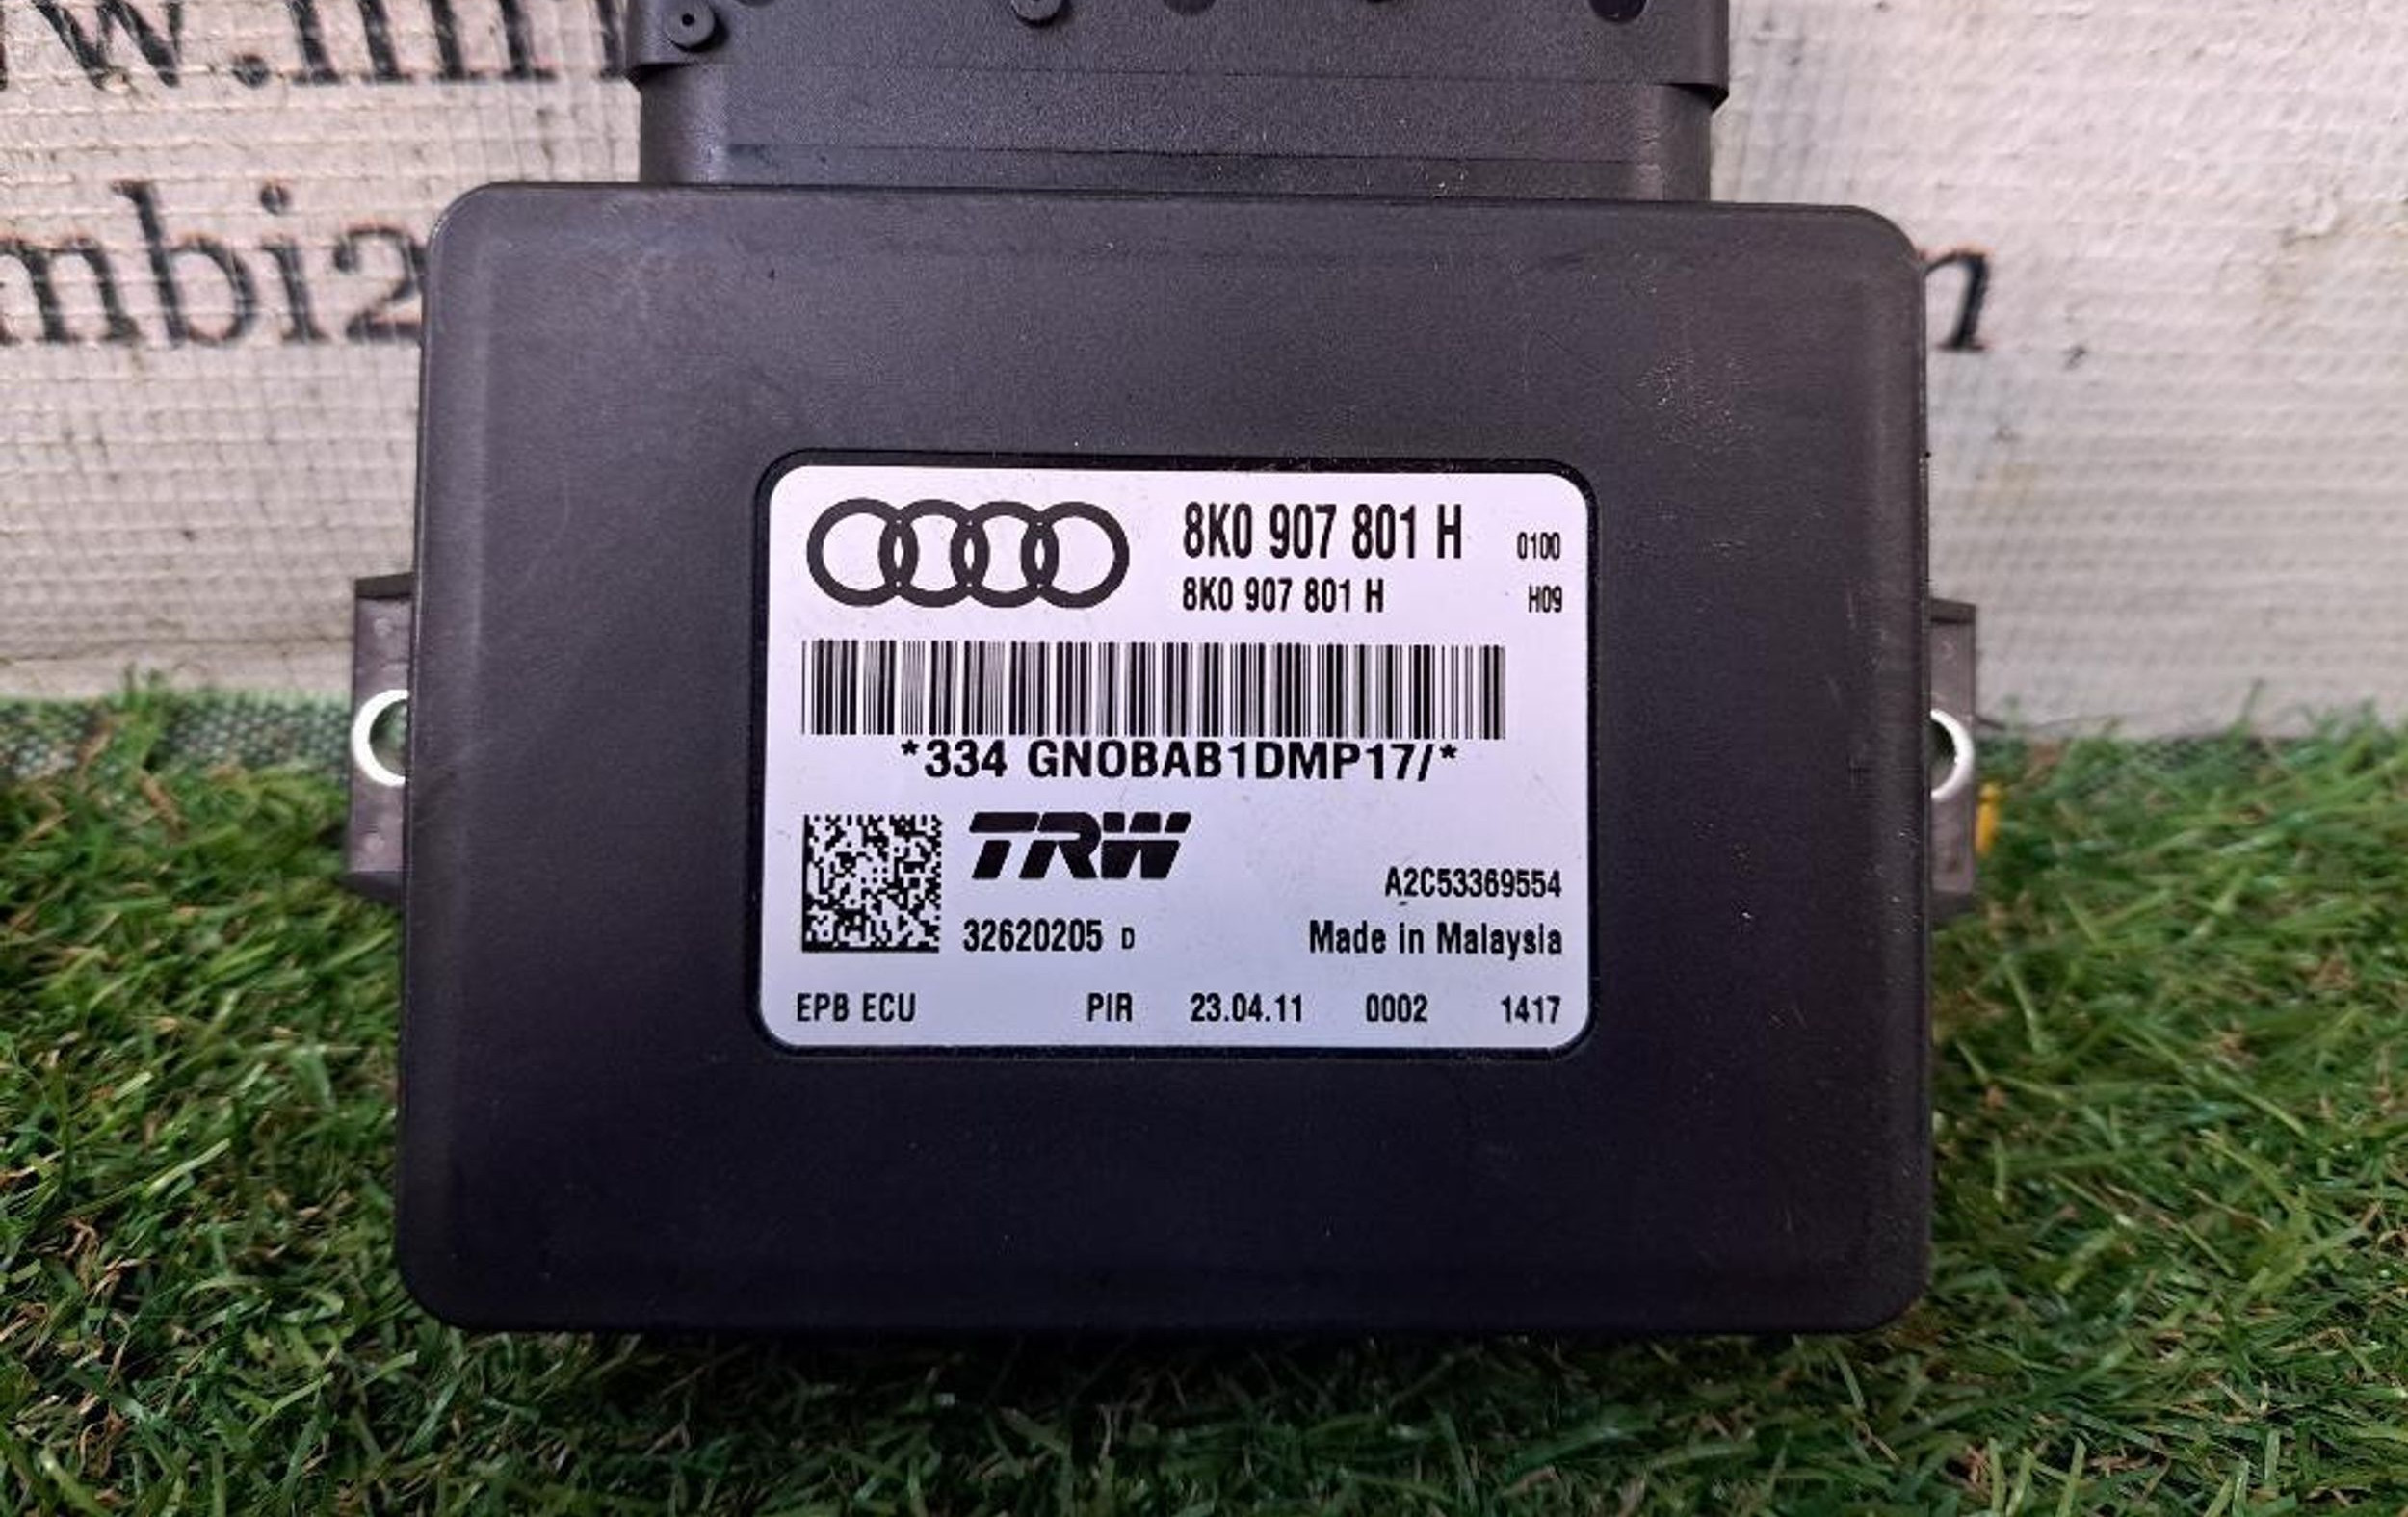 8K0 907 801 H 0100
8K0 907 801 H H09
*334 GN0BAB1DMP17/*
TRW
A2C53369554
32620205 D Made in Malaysia
EPB ECU PIR 23.04.11 0002 1417